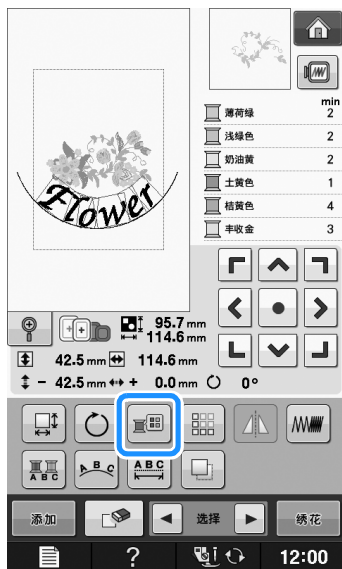 min
薄荷绿 2
浅绿色 2
奶油黄 2
土黄色 1
桔黄色 4
丰收金 3
Flower
95.7 mm
114.6 mm
42.5 mm 114.6 mm
- 42.5 mm + 0.0 mm 0°
A B C A B C A B C
添加 选择 绣花
? 12:00